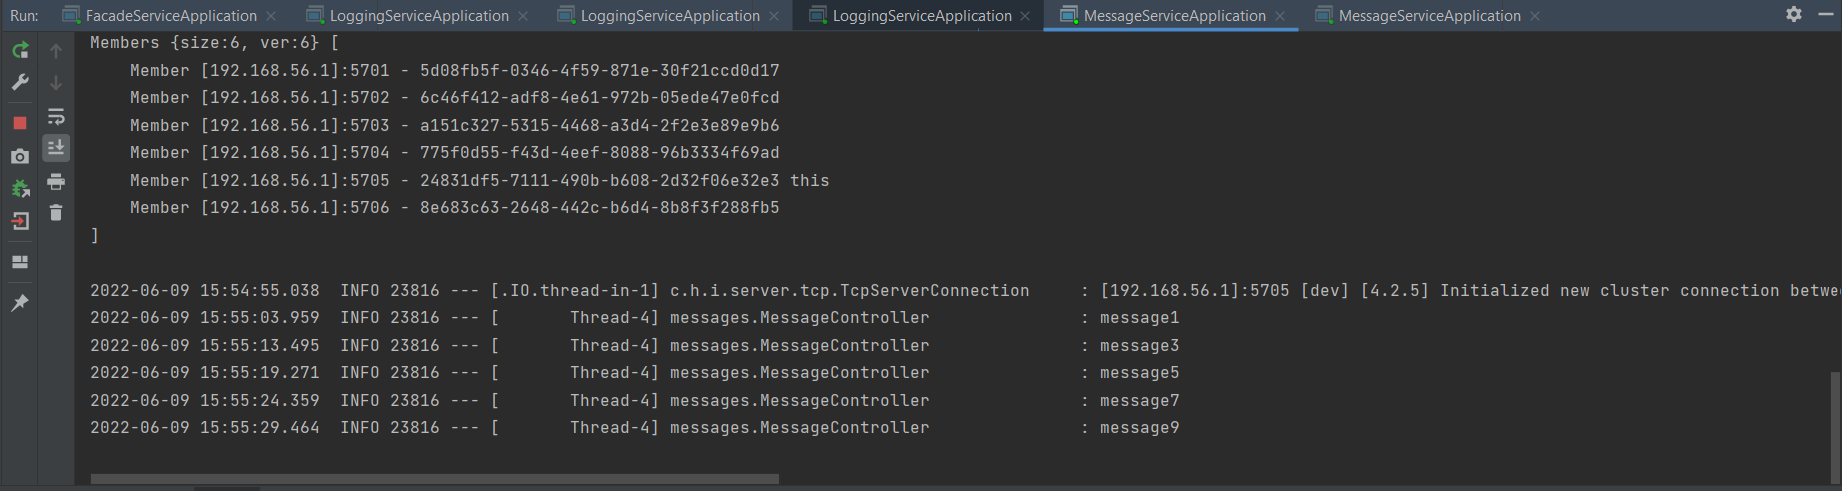 Run: FacadeServiceApplication LoggingServiceApplication LoggingServiceApplication LoggingServiceApplication MessageServiceApplication MessageServiceApplication
Members {size:6, ver:6} [
    Member [192.168.56.1]:5701 - 5d08fb5f-0346-4f59-871e-30f21ccd0d17
    Member [192.168.56.1]:5702 - 6c46f412-adf8-4e61-972b-05ede47e0fcd
    Member [192.168.56.1]:5703 - a151c327-5315-4468-a3d4-2f2e3e89e9b6
    Member [192.168.56.1]:5704 - 775f0d55-f43d-4eef-8088-96b3334f69ad
    Member [192.168.56.1]:5705 - 24831df5-7111-490b-b608-2d32f06e32e3 this
    Member [192.168.56.1]:5706 - 8e683c63-2648-442c-b6d4-8b8f3f288fb5
]
2022-06-09 15:54:55.038  INFO 23816 --- [.IO.thread-in-1] c.h.i.server.tcp.TcpServerConnection     : [192.168.56.1]:5705 [dev] [4.2.5] Initialized new cluster connection betwe
2022-06-09 15:55:03.959  INFO 23816 --- [       Thread-4] messages.MessageController               : message1
2022-06-09 15:55:13.495  INFO 23816 --- [       Thread-4] messages.MessageController               : message3
2022-06-09 15:55:19.271  INFO 23816 --- [       Thread-4] messages.MessageController               : message5
2022-06-09 15:55:24.359  INFO 23816 --- [       Thread-4] messages.MessageController               : message7
2022-06-09 15:55:29.464  INFO 23816 --- [       Thread-4] messages.MessageController               : message9